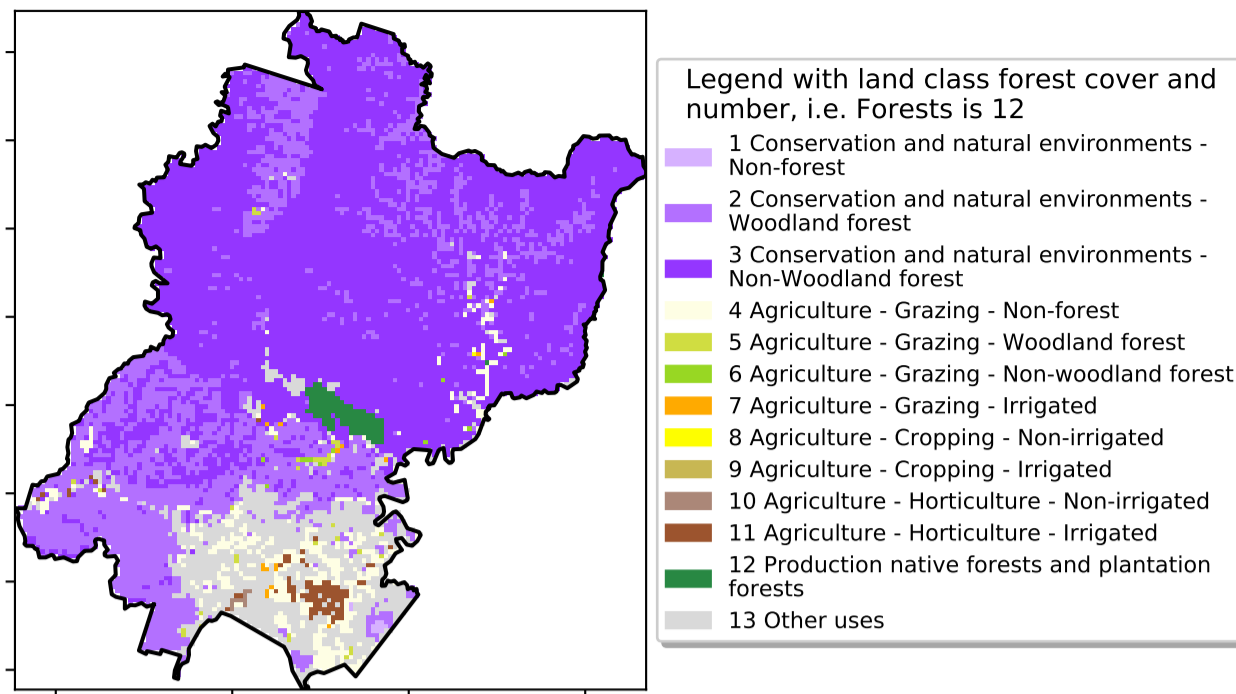 Legend with land class forest cover and
number, i.e. Forests is 12
1 Conservation and natural environments -
Non-forest
2 Conservation and natural environments -
Woodland forest
3 Conservation and natural environments -
Non-Woodland forest
4 Agriculture - Grazing - Non-forest
5 Agriculture - Grazing - Woodland forest
6 Agriculture - Grazing - Non-woodland forest
7 Agriculture - Grazing - Irrigated
8 Agriculture - Cropping - Non-irrigated
9 Agriculture - Cropping - Irrigated
10 Agriculture - Horticulture - Non-irrigated
11 Agriculture - Horticulture - Irrigated
12 Production native forests and plantation
forests
13 Other uses